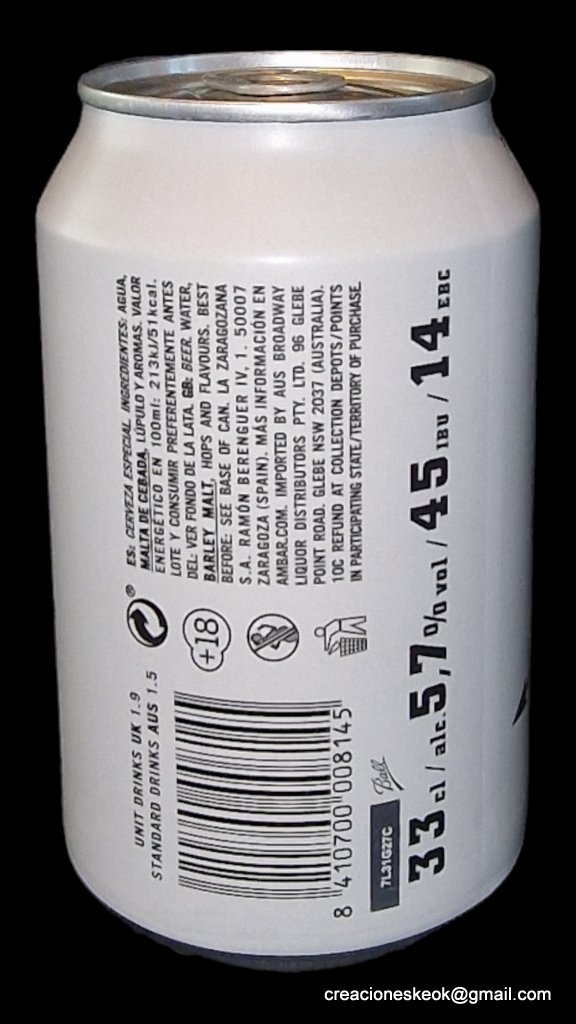 ES: CERVEZA ESPECIAL. INGREDIENTES: AGUA,
MALTA DE CEBADA, LÚPULO Y AROMAS. VALOR
ENERGÉTICO EN 100ml: 213kJ/51kcal.
LOTE Y CONSUMIR PREFERENTEMENTE ANTES
DEL: VER FONDO DE LA LATA. GB: BEER. WATER,
BARLEY MALT, HOPS AND FLAVOURS. BEST
BEFORE: SEE BASE OF CAN. LA ZARAGOZANA
S.A. RAMÓN BERENGUER IV, 1. 50007
ZARAGOZA (SPAIN). MÁS INFORMACIÓN EN
AMBAR.COM. IMPORTED BY AUS BROADWAY
LIQUOR DISTRIBUTORS PTY. LTD. 96 GLEBE
POINT ROAD. GLEBE NSW 2037 (AUSTRALIA).
10C REFUND AT COLLECTION DEPOTS/POINTS
IN PARTICIPATING STATE/TERRITORY OF PURCHASE.
®
+18
UNIT DRINKS UK 1.9
STANDARD DRINKS AUS 1.5
8 410700 008145
7L31G27C
Ball
33 cl / alc. 5,7 % vol / 45 IBU / 14 EBC
creacioneskeok@gmail.com